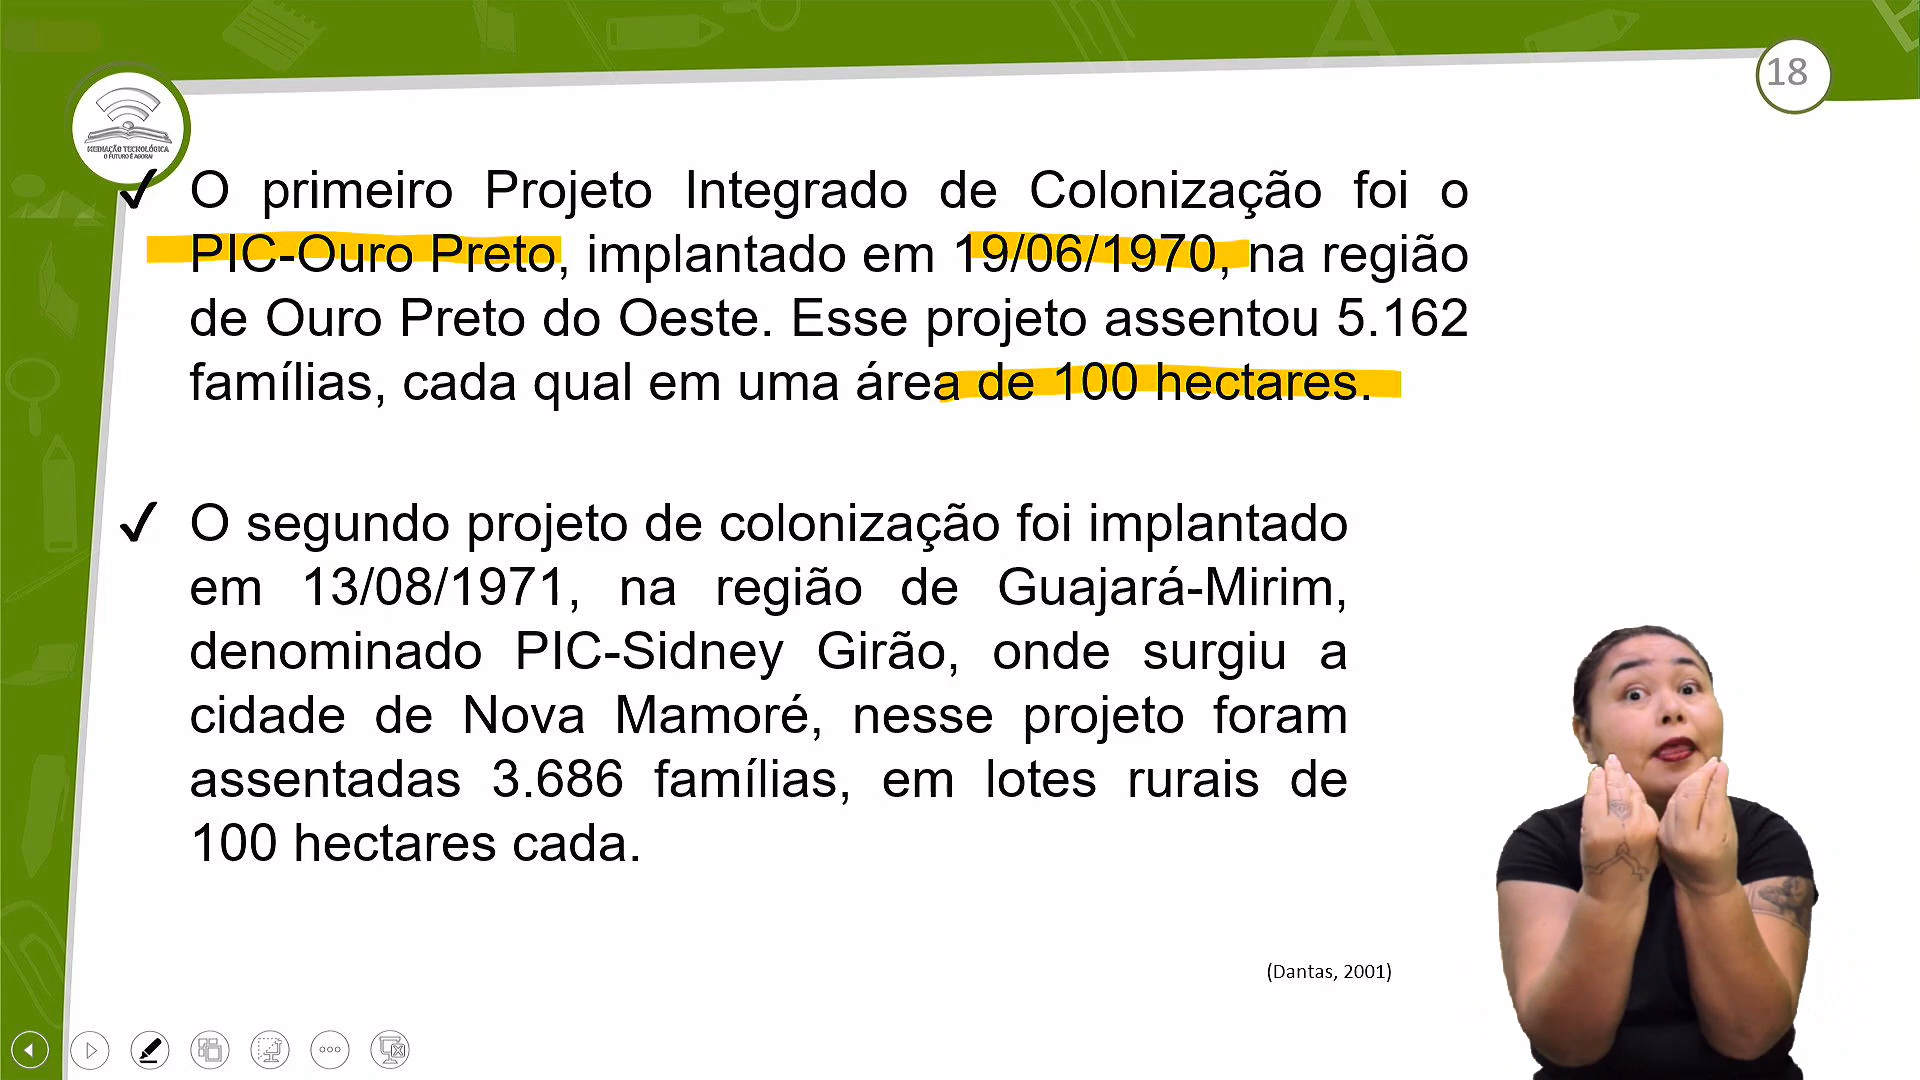 18
MEDIAÇÃO TECNOLÓGICA
O FUTURO É AGORA!
✓ O primeiro Projeto Integrado de Colonização foi o
PIC-Ouro Preto, implantado em 19/06/1970, na região
de Ouro Preto do Oeste. Esse projeto assentou 5.162
famílias, cada qual em uma área de 100 hectares.
✓ O segundo projeto de colonização foi implantado
em 13/08/1971, na região de Guajará-Mirim,
denominado PIC-Sidney Girão, onde surgiu a
cidade de Nova Mamoré, nesse projeto foram
assentadas 3.686 famílias, em lotes rurais de
100 hectares cada.
(Dantas, 2001)